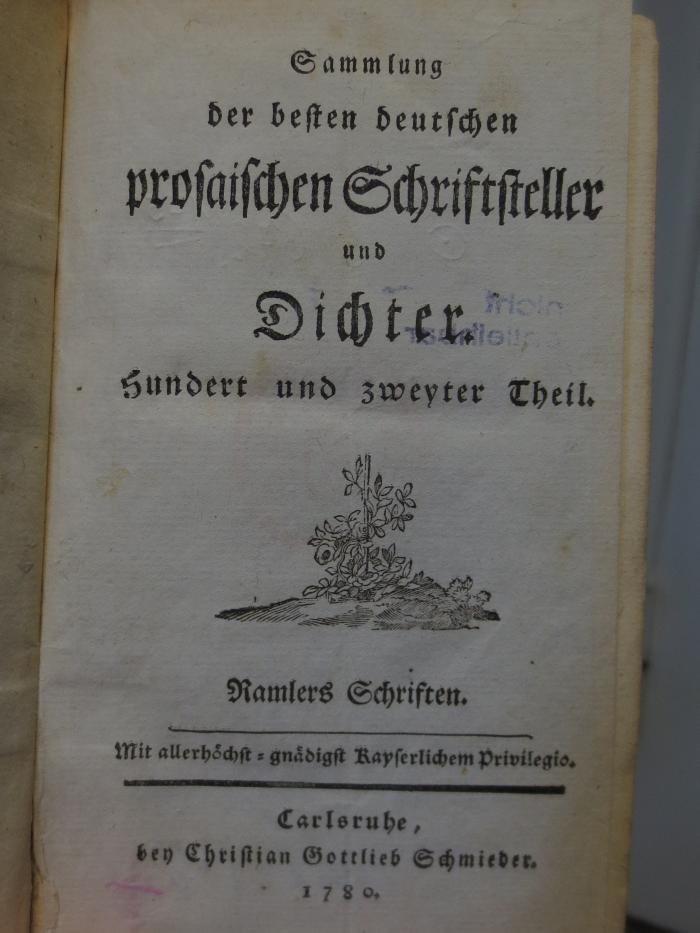 Sammlung
der besten deutschen
prosaischen Schriftsteller
und
Dichter.
Hundert und zweyter Theil.
Ramlers Schriften.
Mit allerhöchst = gnädigst Kayserlichem Privilegio.
Carlsruhe,
bey Christian Gottlieb Schmieder.
1780.